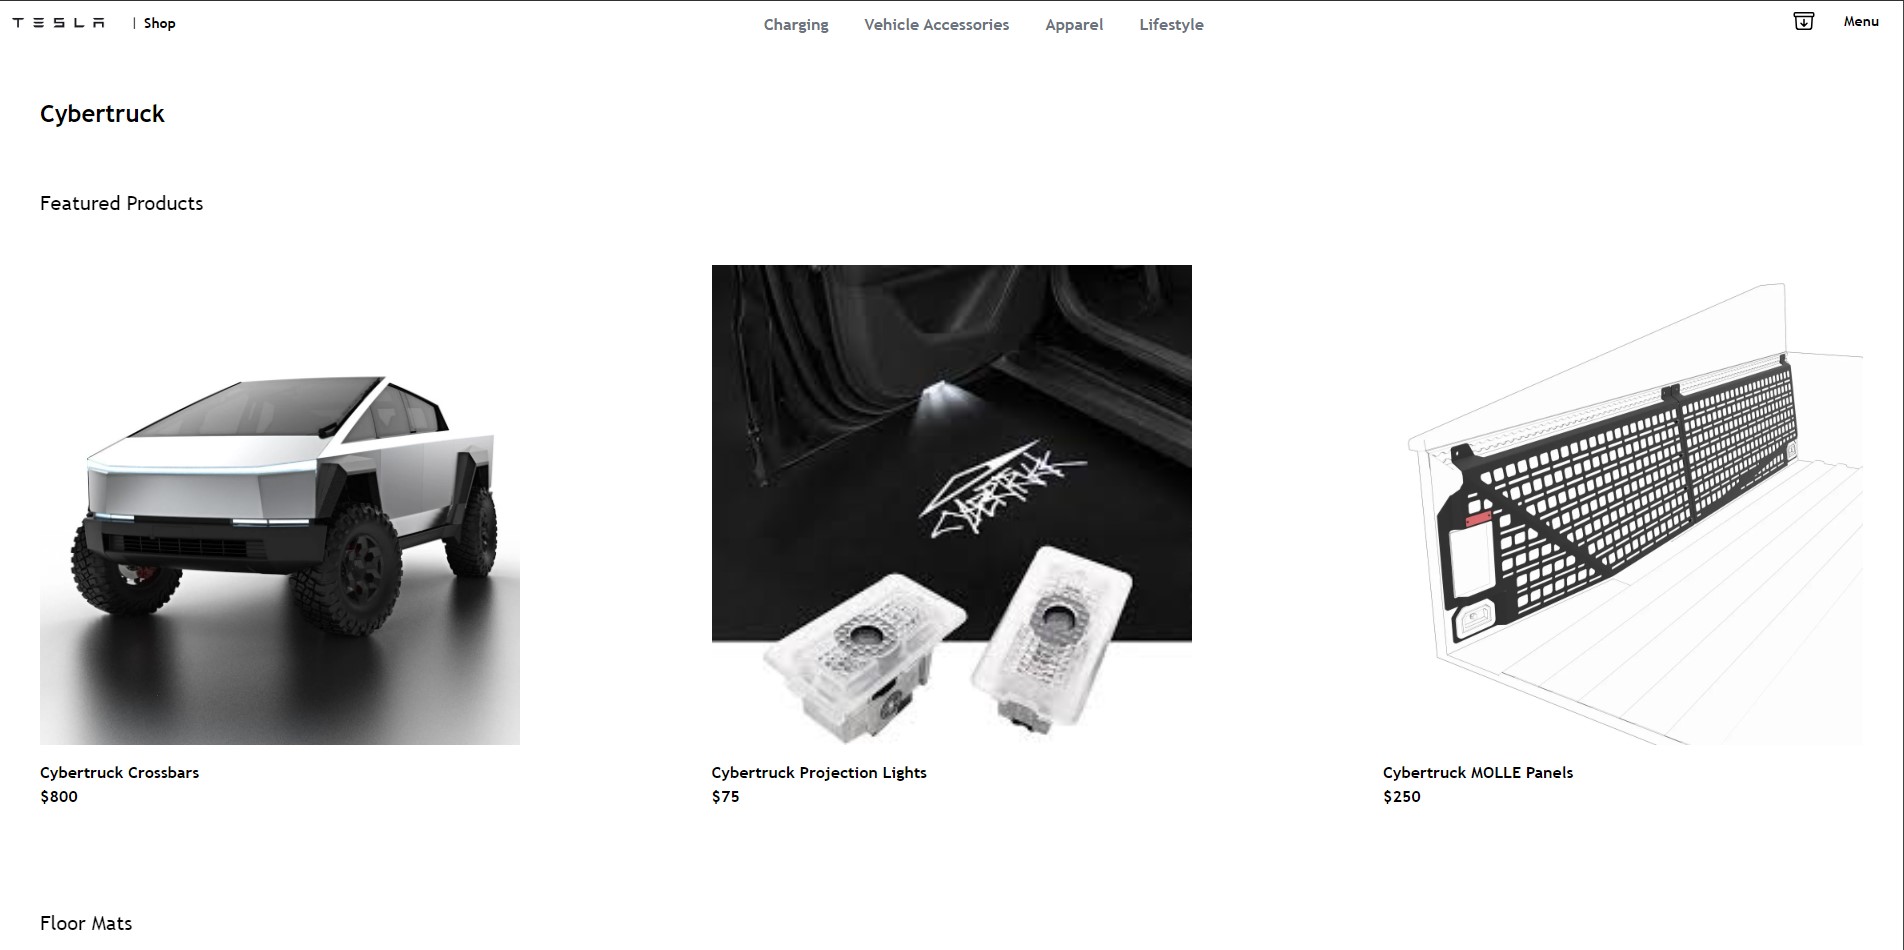 TESLA | Shop
Charging Vehicle Accessories Apparel Lifestyle
Menu
Cybertruck
Featured Products
CYBERTRUCK
Cybertruck Crossbars
$800
Cybertruck Projection Lights
$75
Cybertruck MOLLE Panels
$250
Floor Mats